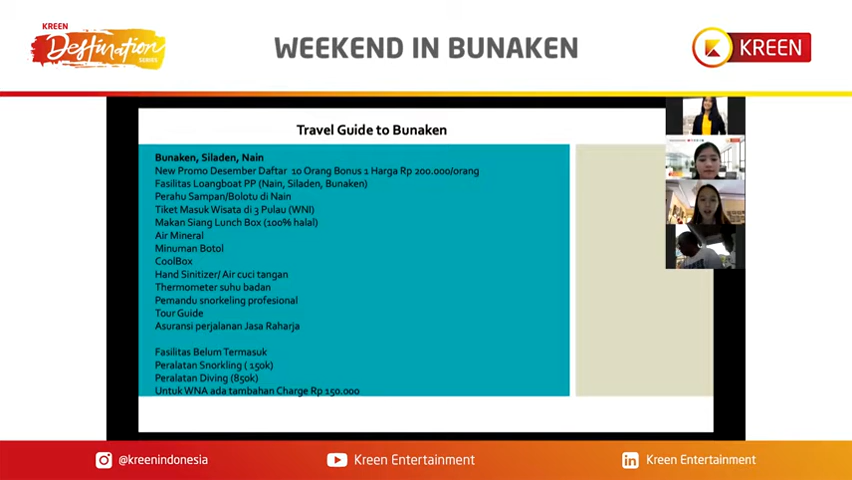 KREEN
Destination
SERIES
WEEKEND IN BUNAKEN
KREEN
Travel Guide to Bunaken
Bunaken, Siladen, Nain
New Promo Desember Daftar 10 Orang Bonus 1 Harga Rp 200.000/orang
Fasilitas Loangboat PP (Nain, Siladen, Bunaken)
Perahu Sampan/Bolotu di Nain
Tiket Masuk Wisata di 3 Pulau (WNI)
Makan Siang Lunch Box (100% halal)
Air Mineral
Minuman Botol
CoolBox
Hand Sinitizer/ Air cuci tangan
Thermometer suhu badan
Pemandu snorkeling profesional
Tour Guide
Asuransi perjalanan Jasa Raharja
Fasilitas Belum Termasuk
Peralatan Snorkling ( 150k)
Peralatan Diving (850k)
Untuk WNA ada tambahan Charge Rp 150.000
@kreenindonesia
Kreen Entertainment
Kreen Entertainment